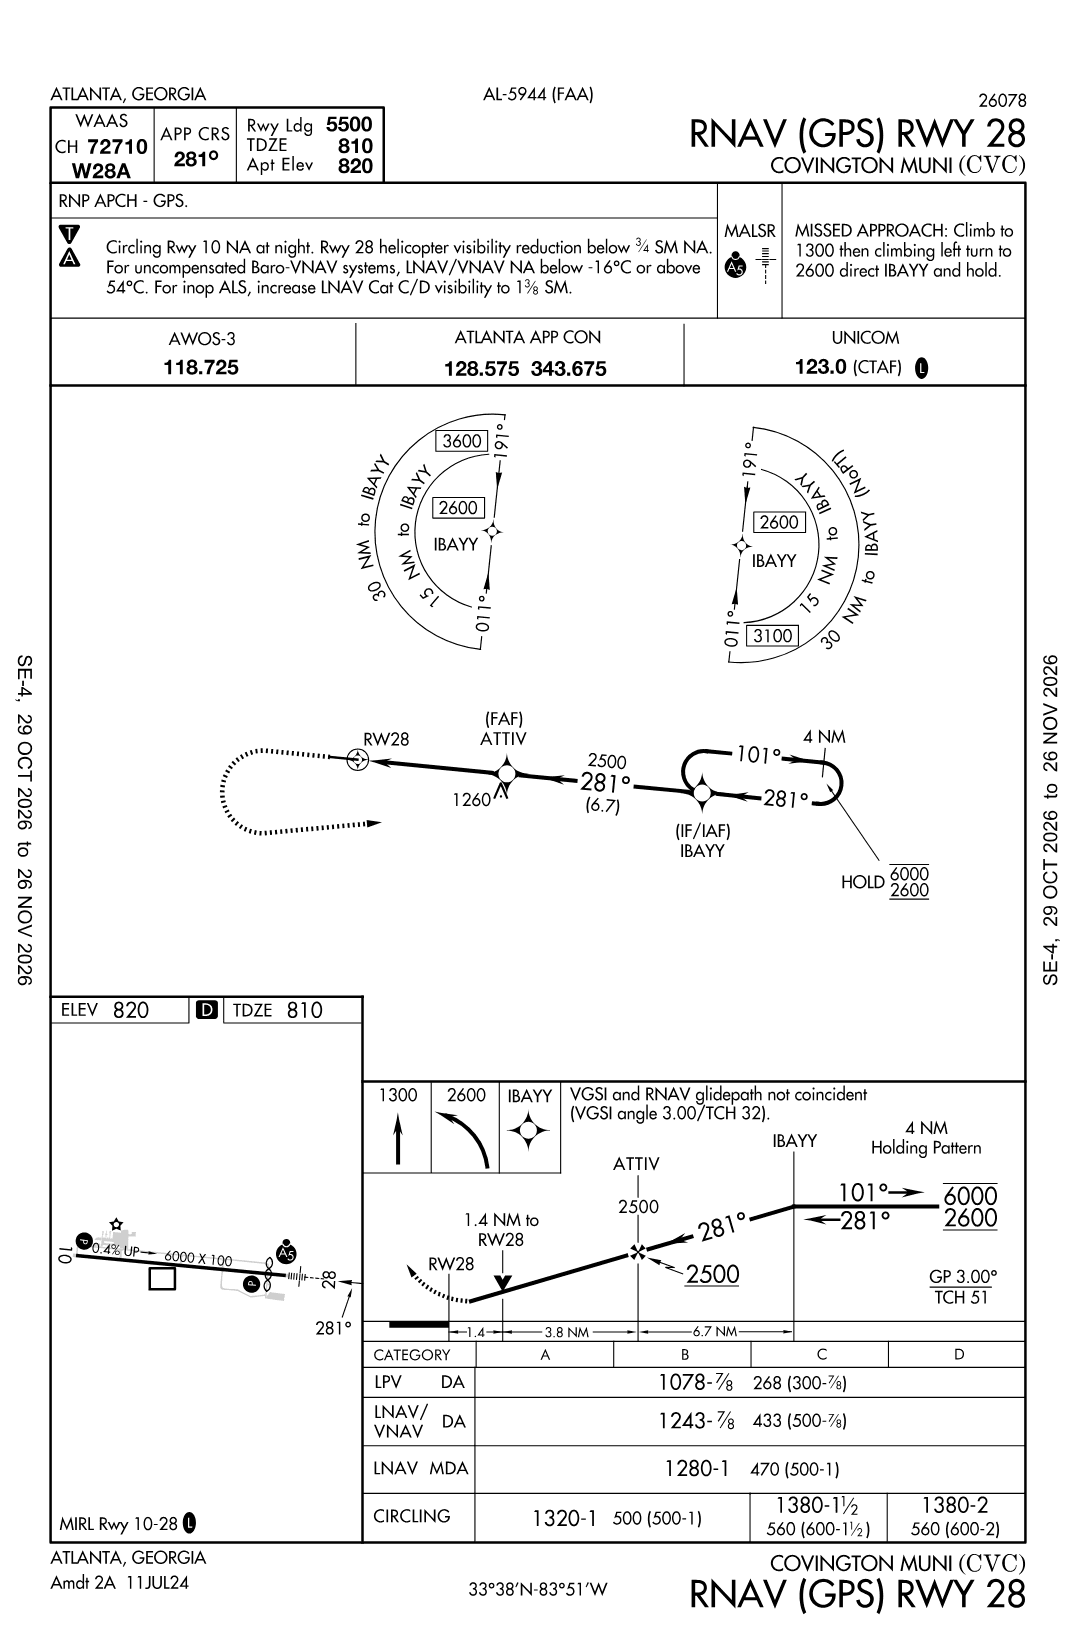 ATLANTA, GEORGIA
AL-5944 (FAA)
26078
WAAS
CH 72710
W28A
APP CRS
281°
Rwy Ldg 5500
TDZE 810
Apt Elev 820
RNAV (GPS) RWY 28
COVINGTON MUNI (CVC)
RNP APCH - GPS.
T
A
Circling Rwy 10 NA at night. Rwy 28 helicopter visibility reduction below ¾ SM NA.
For uncompensated Baro-VNAV systems, LNAV/VNAV NA below -16°C or above
54°C. For inop ALS, increase LNAV Cat C/D visibility to 1⅜ SM.
MALSR
A5
MISSED APPROACH: Climb to
1300 then climbing left turn to
2600 direct IBAYY and hold.
AWOS-3
118.725
ATLANTA APP CON
128.575 343.675
UNICOM
123.0 (CTAF) L
3600
191°
30 NM to IBAYY
15 NM to IBAYY
2600
IBAYY
011°
191°
30 NM to IBAYY (NoPT)
15 NM to IBAYY
2600
IBAYY
011°
3100
SE-4, 29 OCT 2026 to 26 NOV 2026
SE-4, 29 OCT 2026 to 26 NOV 2026
RW28
(FAF)
ATTIV
1260
2500
281°
(6.7)
101°
4 NM
281°
(IF/IAF)
IBAYY
HOLD 6000
2600
ELEV 820
D
TDZE 810
10
P
0.4% UP
6000 X 100
A5
P
28
281°
MIRL Rwy 10-28 L
1300
2600
IBAYY
VGSI and RNAV glidepath not coincident
(VGSI angle 3.00/TCH 32).
4 NM
Holding Pattern
IBAYY
ATTIV
2500
101°
281°
6000
2600
281°
1.4 NM to
RW28
RW28
2500
GP 3.00°
TCH 51
1.4
3.8 NM
6.7 NM
CATEGORY A B C D
LPV DA 1078-⅞ 268 (300-⅞)
LNAV/
VNAV DA 1243-⅞ 433 (500-⅞)
LNAV MDA 1280-1 470 (500-1)
CIRCLING 1320-1 500 (500-1)
1380-1½
560 (600-1½)
1380-2
560 (600-2)
ATLANTA, GEORGIA
Amdt 2A 11JUL24
33°38'N-83°51'W
COVINGTON MUNI (CVC)
RNAV (GPS) RWY 28